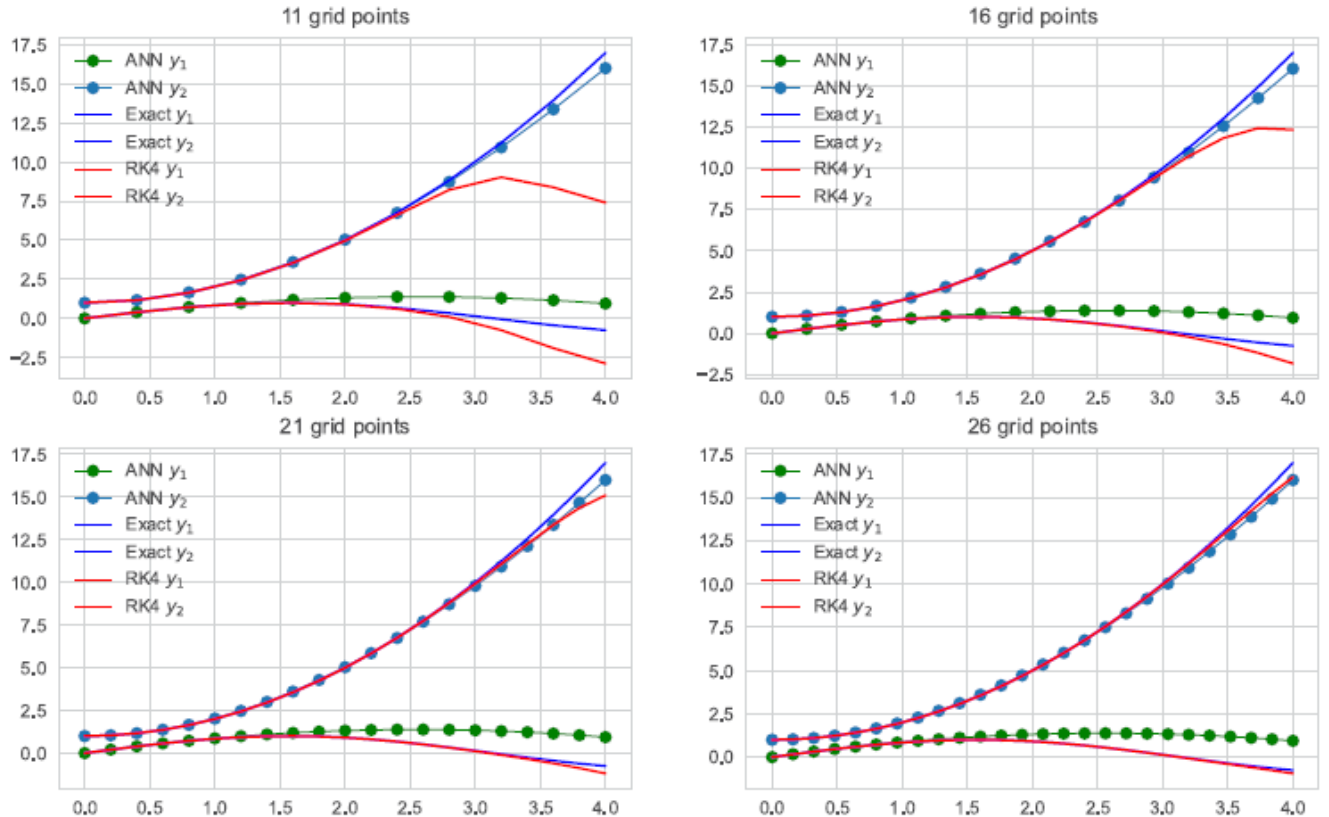 11 grid points
17.5
15.0
12.5
10.0
7.5
5.0
2.5
0.0
−2.5
ANN y₁
ANN y₂
Exact y₁
Exact y₂
RK4 y₁
RK4 y₂
0.0 0.5 1.0 1.5 2.0 2.5 3.0 3.5 4.0
16 grid points
17.5
15.0
12.5
10.0
7.5
5.0
2.5
0.0
−2.5
ANN y₁
ANN y₂
Exact y₁
Exact y₂
RK4 y₁
RK4 y₂
0.0 0.5 1.0 1.5 2.0 2.5 3.0 3.5 4.0
21 grid points
17.5
15.0
12.5
10.0
7.5
5.0
2.5
0.0
ANN y₁
ANN y₂
Exact y₁
Exact y₂
RK4 y₁
RK4 y₂
0.0 0.5 1.0 1.5 2.0 2.5 3.0 3.5 4.0
26 grid points
17.5
15.0
12.5
10.0
7.5
5.0
2.5
0.0
ANN y₁
ANN y₂
Exact y₁
Exact y₂
RK4 y₁
RK4 y₂
0.0 0.5 1.0 1.5 2.0 2.5 3.0 3.5 4.0